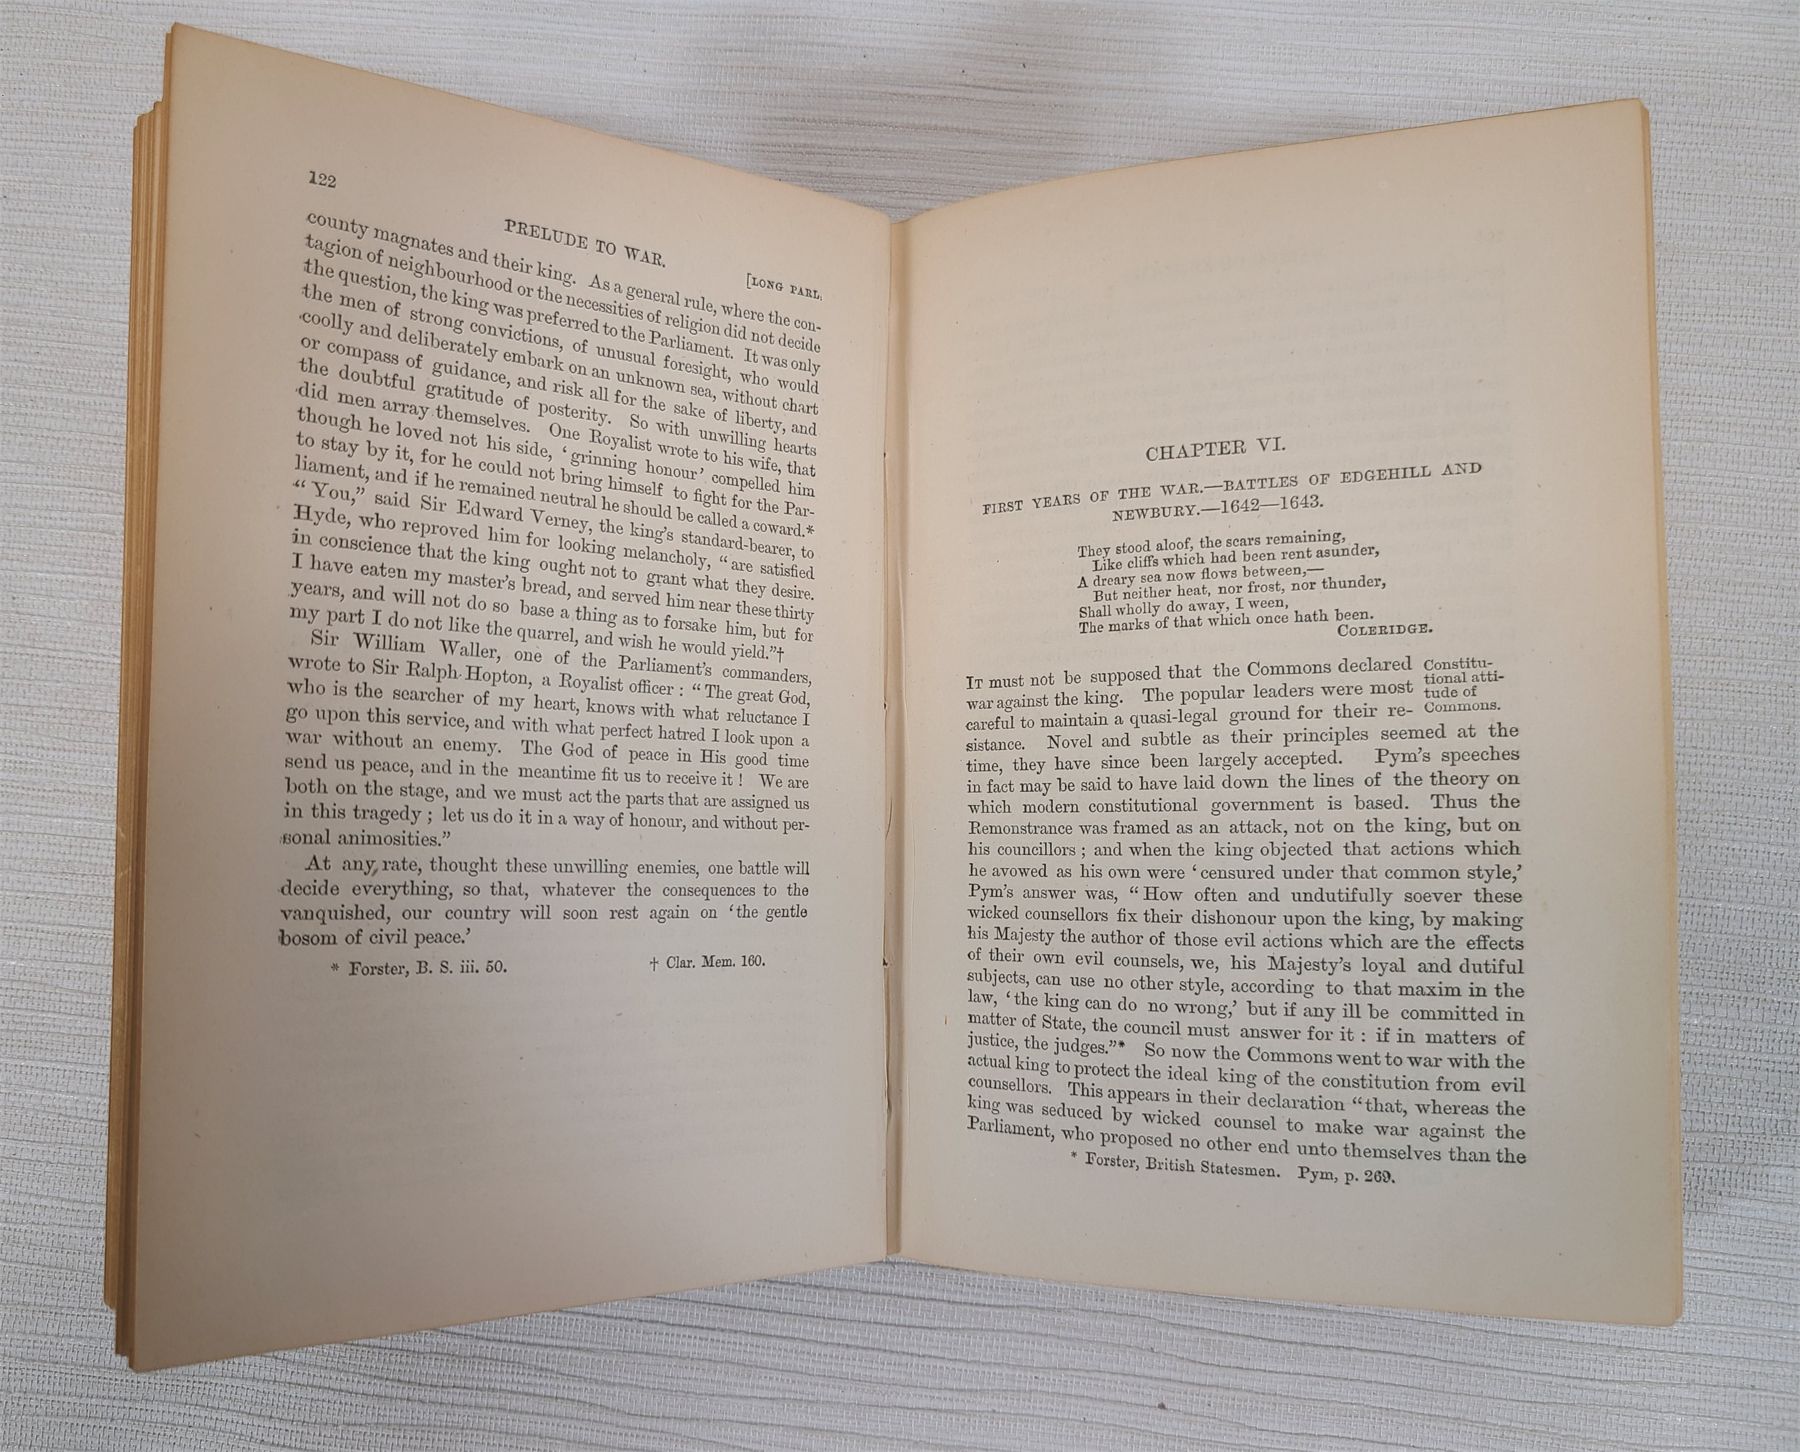 122
PRELUDE TO WAR.
[LONG PARL.
county magnates and their king. As a general rule, where the con-
tagion of neighbourhood or the necessities of religion did not decide
the question, the king was preferred to the Parliament. It was only
the men of strong convictions, of unusual foresight, who would
coolly and deliberately embark on an unknown sea, without chart
or compass of guidance, and risk all for the sake of liberty, and
the doubtful gratitude of posterity. So with unwilling hearts
did men array themselves. One Royalist wrote to his wife, that
though he loved not his side, ‘grinning honour’ compelled him
to stay by it, for he could not bring himself to fight for the Par-
liament, and if he remained neutral he should be called a coward.*
“You,” said Sir Edward Verney, the king’s standard-bearer, to
Hyde, who reproved him for looking melancholy, “are satisfied
in conscience that the king ought not to grant what they desire.
I have eaten my master’s bread, and served him near these thirty
years, and will not do so base a thing as to forsake him, but for
my part I do not like the quarrel, and wish he would yield.”†
Sir William Waller, one of the Parliament’s commanders,
wrote to Sir Ralph Hopton, a Royalist officer : “The great God,
who is the searcher of my heart, knows with what reluctance I
go upon this service, and with what perfect hatred I look upon a
war without an enemy. The God of peace in His good time
send us peace, and in the meantime fit us to receive it ! We are
both on the stage, and we must act the parts that are assigned us
in this tragedy ; let us do it in a way of honour, and without per-
sonal animosities.”
At any rate, thought these unwilling enemies, one battle will
decide everything, so that, whatever the consequences to the
vanquished, our country will soon rest again on ‘the gentle
bosom of civil peace.’
* Forster, B. S. iii. 50. † Clar. Mem. 160.
CHAPTER VI.
FIRST YEARS OF THE WAR.—BATTLES OF EDGEHILL AND
NEWBURY.—1642—1643.
They stood aloof, the scars remaining,
Like cliffs which had been rent asunder,
A dreary sea now flows between,—
But neither heat, nor frost, nor thunder,
Shall wholly do away, I ween,
The marks of that which once hath been.
COLERIDGE.
Constitu-
tional atti-
tude of
Commons.
IT must not be supposed that the Commons declared
war against the king. The popular leaders were most
careful to maintain a quasi-legal ground for their re-
sistance. Novel and subtle as their principles seemed at the
time, they have since been largely accepted. Pym’s speeches
in fact may be said to have laid down the lines of the theory on
which modern constitutional government is based. Thus the
Remonstrance was framed as an attack, not on the king, but on
his councillors ; and when the king objected that actions which
he avowed as his own were ‘censured under that common style,’
Pym’s answer was, “How often and undutifully soever these
wicked counsellors fix their dishonour upon the king, by making
his Majesty the author of those evil actions which are the effects
of their own evil counsels, we, his Majesty’s loyal and dutiful
subjects, can use no other style, according to that maxim in the
law, ‘the king can do no wrong,’ but if any ill be committed in
matter of State, the council must answer for it : if in matters of
justice, the judges.”* So now the Commons went to war with the
actual king to protect the ideal king of the constitution from evil
counsellors. This appears in their declaration “that, whereas the
king was seduced by wicked counsel to make war against the
Parliament, who proposed no other end unto themselves than the
* Forster, British Statesmen. Pym, p. 269.